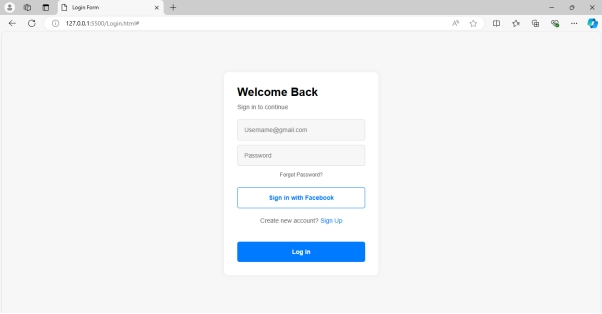 Login Form
127.0.0.1:5500/Login.html#
Welcome Back
Sign in to continue
Username@gmail.com
Password
Forgot Password?
Sign in with Facebook
Create new account? Sign Up
Log In